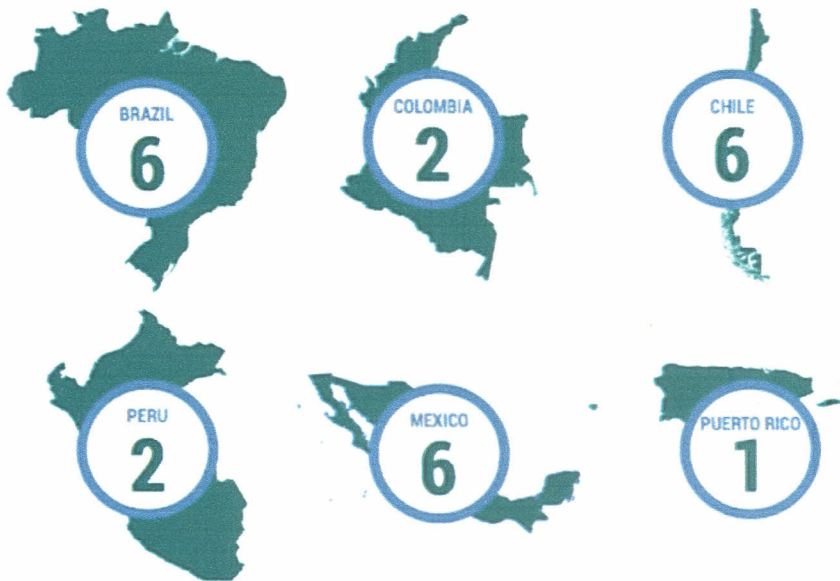 BRAZIL
6
COLOMBIA
2
CHILE
6
PERU
2
MEXICO
6
PUERTO RICO
1